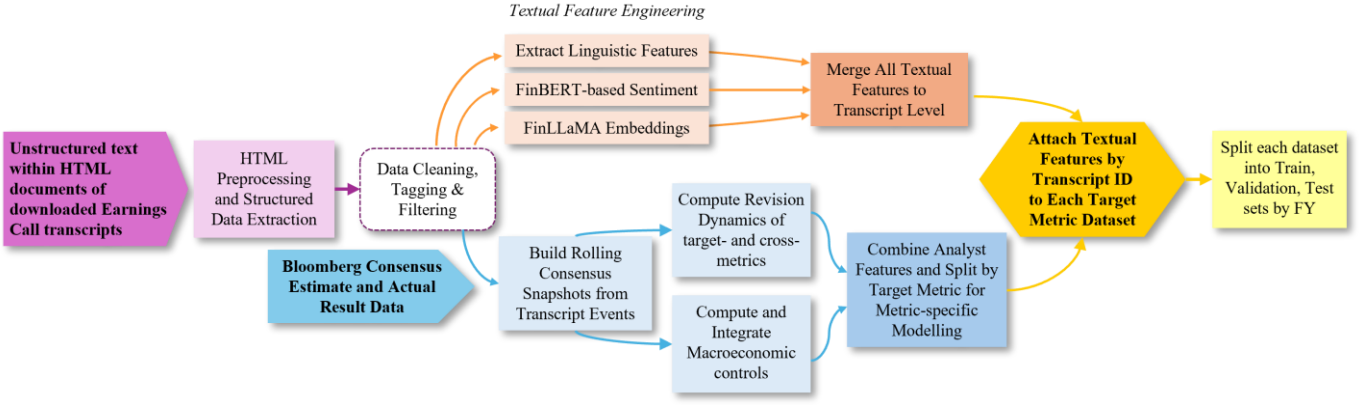 Textual Feature Engineering
Unstructured text
within HTML
documents of
downloaded Earnings
Call transcripts
HTML
Preprocessing
and Structured
Data Extraction
Data Cleaning,
Tagging &
Filtering
Extract Linguistic Features
FinBERT-based Sentiment
FinLLaMA Embeddings
Merge All Textual
Features to
Transcript Level
Bloomberg Consensus
Estimate and Actual
Result Data
Build Rolling
Consensus
Snapshots from
Transcript Events
Compute Revision
Dynamics of
target- and cross-
metrics
Compute and
Integrate
Macroeconomic
controls
Combine Analyst
Features and Split by
Target Metric for
Metric-specific
Modelling
Attach Textual
Features by
Transcript ID
to Each Target
Metric Dataset
Split each dataset
into Train,
Validation, Test
sets by FY